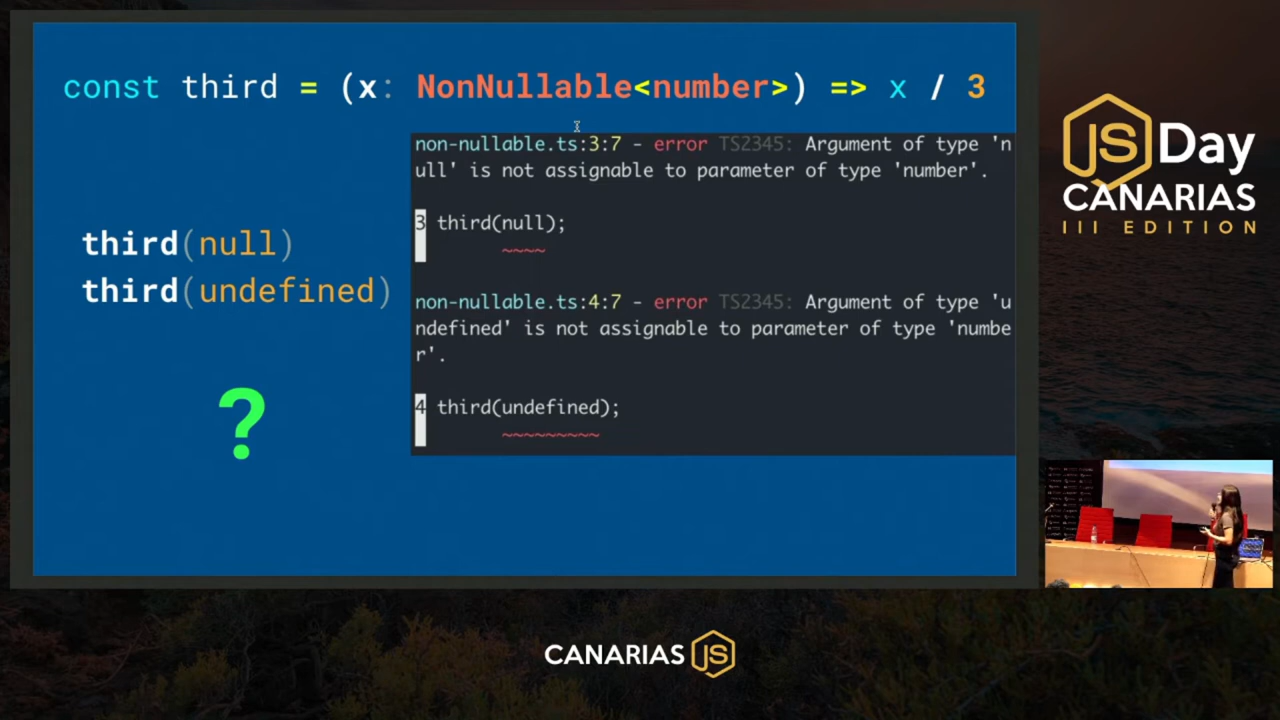 const third = (x: NonNullable<number>) => x / 3
third(null)
third(undefined)
?
non-nullable.ts:3:7 - error TS2345: Argument of type 'n
ull' is not assignable to parameter of type 'number'.
3 third(null);
~~~~
non-nullable.ts:4:7 - error TS2345: Argument of type 'u
ndefined' is not assignable to parameter of type 'numbe
r'.
4 third(undefined);
~~~~~~~~~
JS Day
CANARIAS
III EDITION
CANARIAS JS